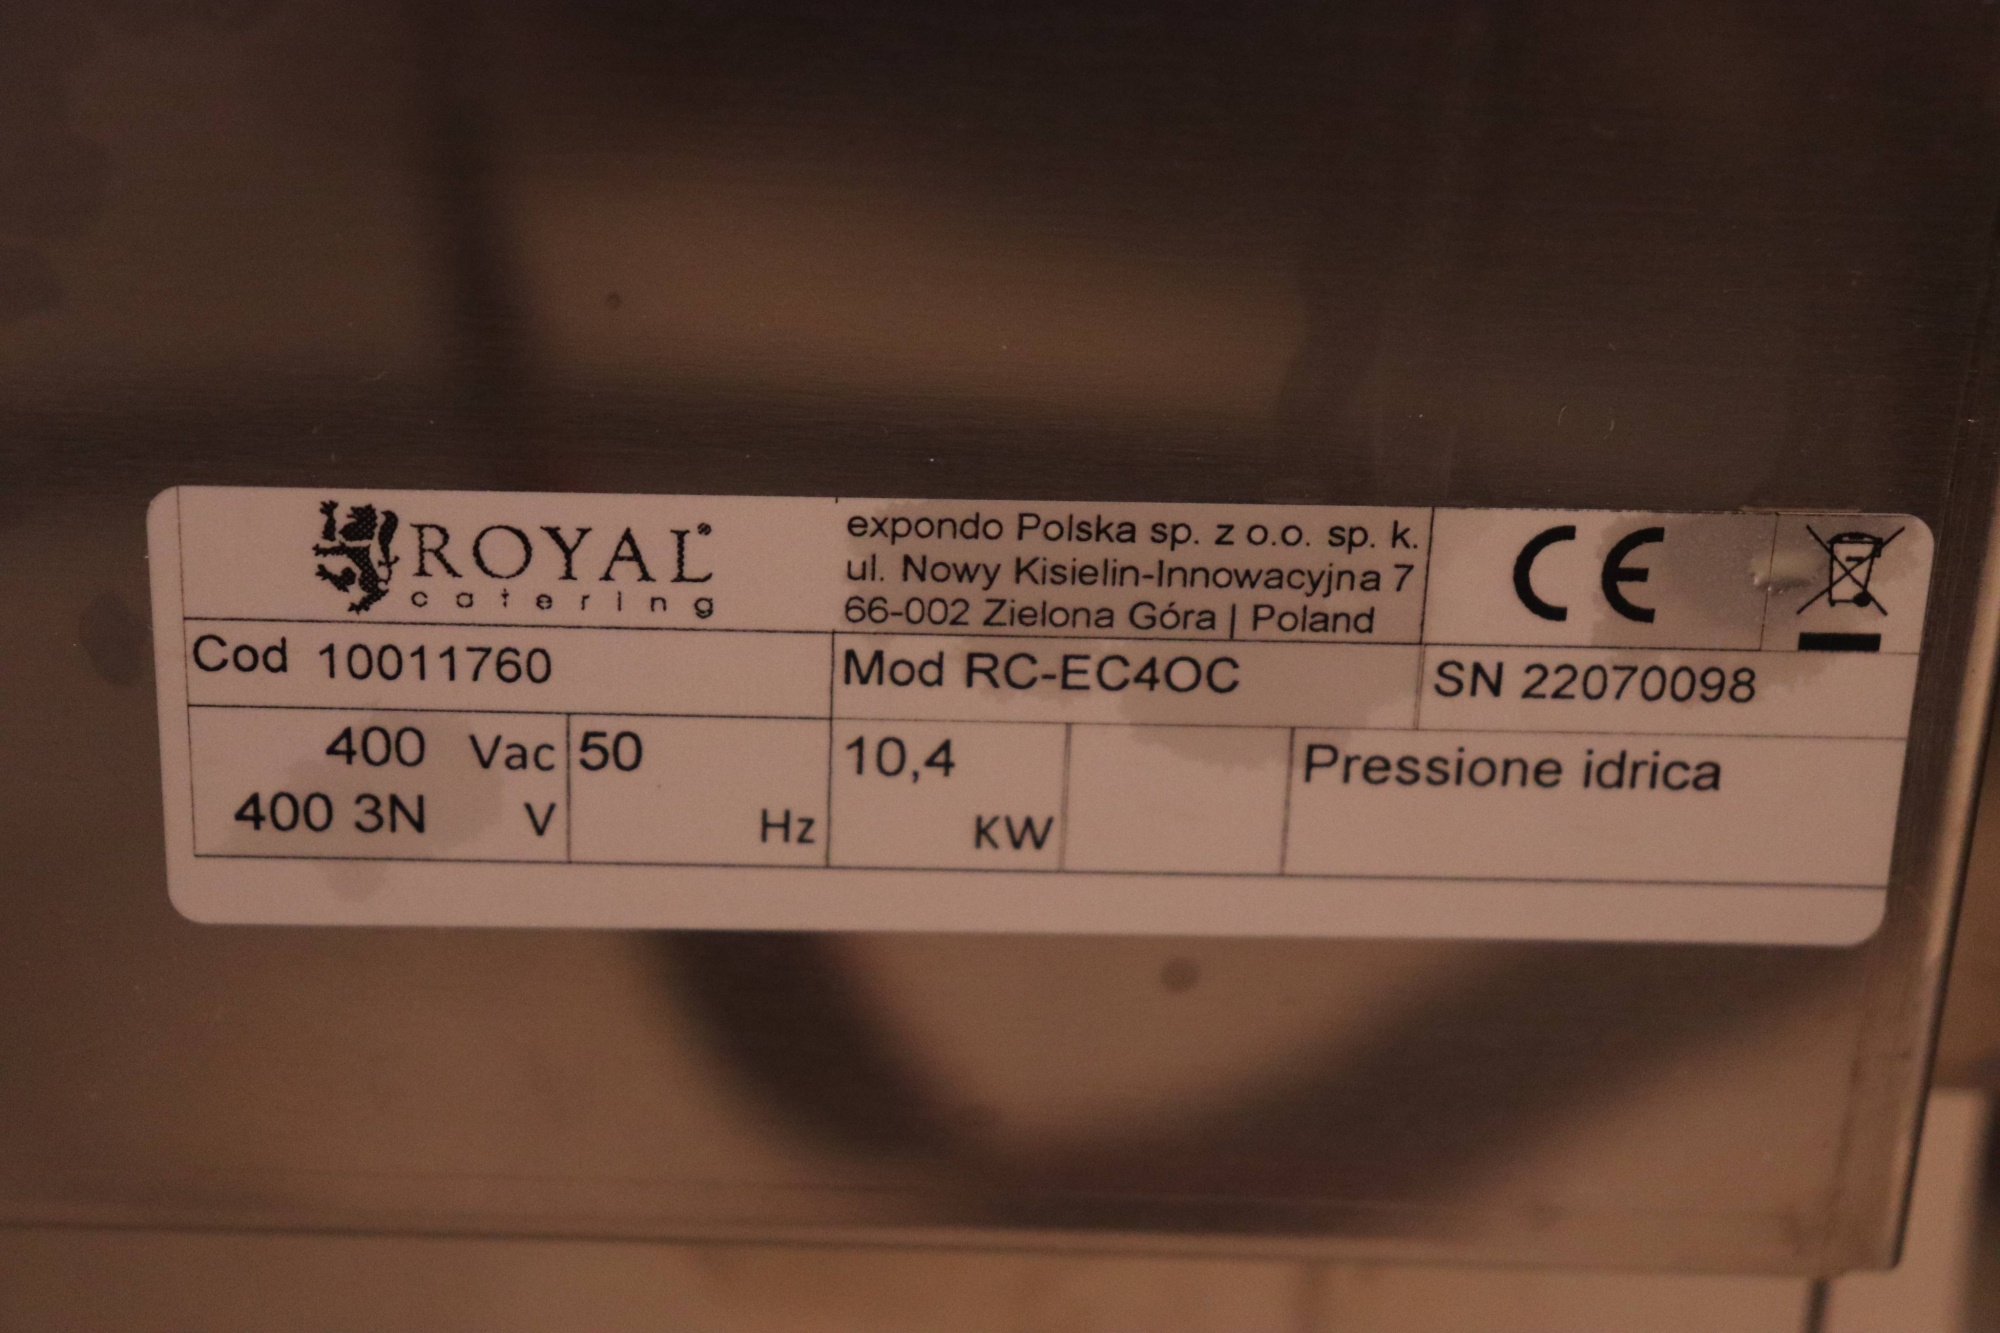 ROYAL®
catering
expondo Polska sp. z o.o. sp. k.
ul. Nowy Kisielin-Innowacyjna 7
66-002 Zielona Góra | Poland
CE
Cod 10011760
Mod RC-EC4OC
SN 22070098
400 Vac
400 3N V
50
Hz
10,4
KW
Pressione idrica